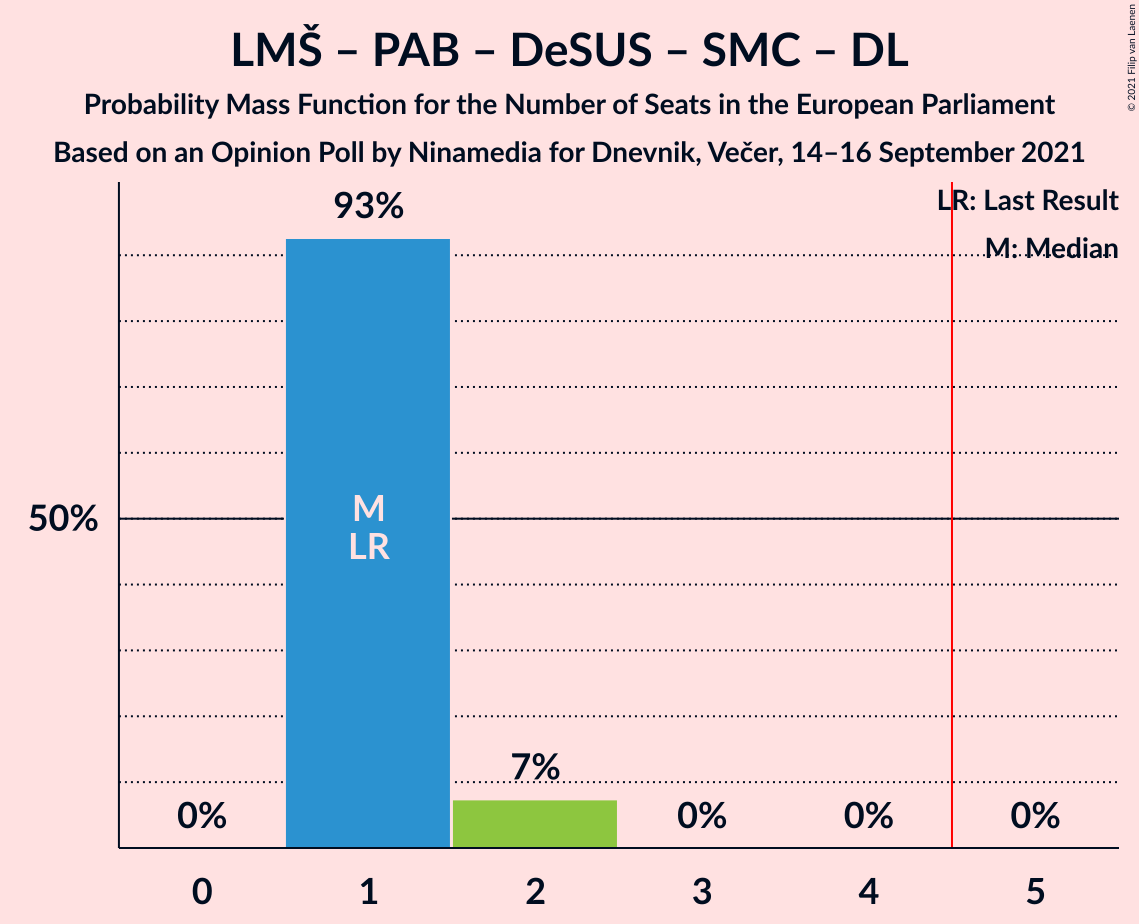 LMŠ – PAB – DeSUS – SMC – DL
Probability Mass Function for the Number of Seats in the European Parliament
Based on an Opinion Poll by Ninamedia for Dnevnik, Večer, 14–16 September 2021
© 2021 Filip van Laenen
LR: Last Result
M: Median
93%
50%
M
LR
7%
0%
0%
0%
0%
0 1 2 3 4 5